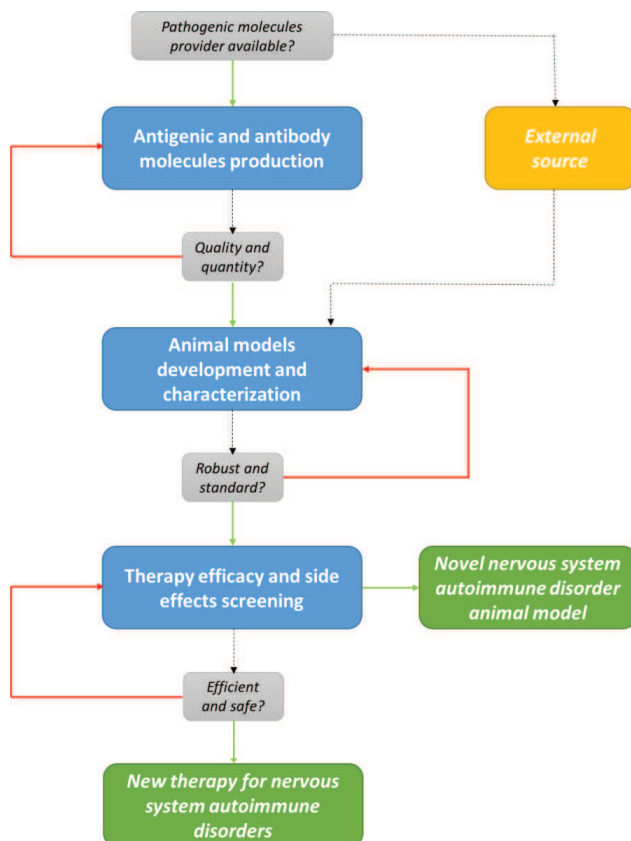 Pathogenic molecules
provider available?
Antigenic and antibody
molecules production
External
source
Quality and
quantity?
Animal models
development and
characterization
Robust and
standard?
Therapy efficacy and side
effects screening
Novel nervous system
autoimmune disorder
animal model
Efficient
and safe?
New therapy for nervous
system autoimmune
disorders